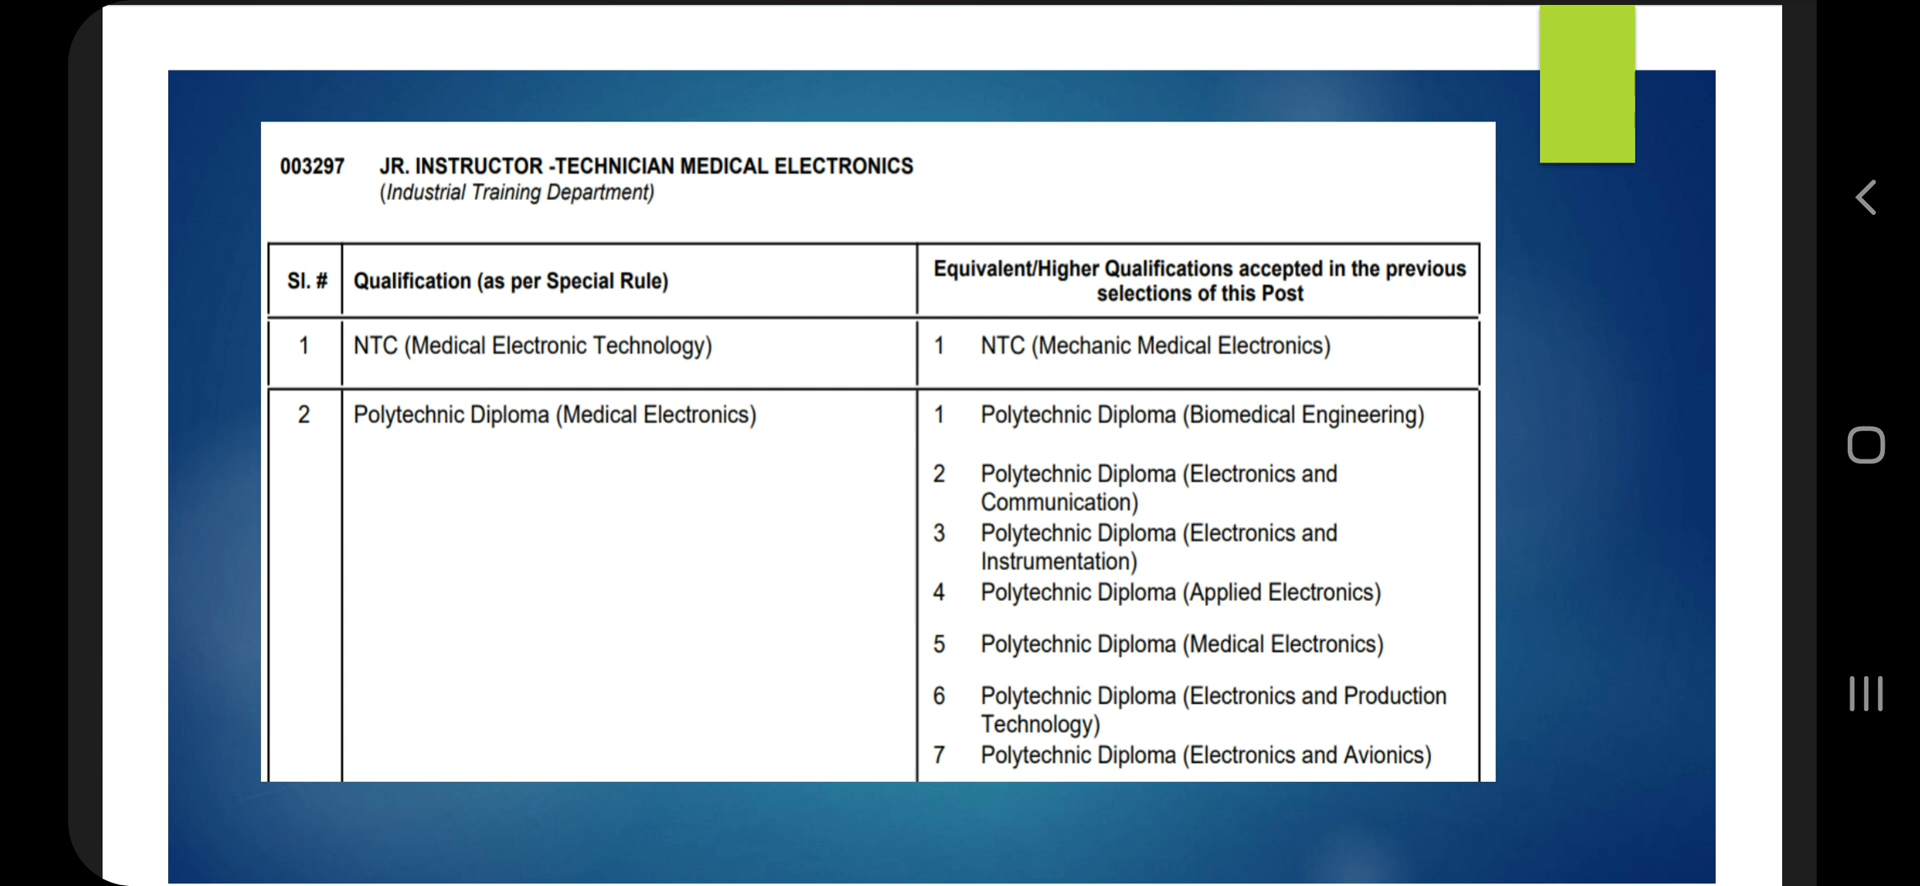 003297 JR. INSTRUCTOR -TECHNICIAN MEDICAL ELECTRONICS
(Industrial Training Department)
Sl. # Qualification (as per Special Rule) Equivalent/Higher Qualifications accepted in the previous
selections of this Post
1 NTC (Medical Electronic Technology) 1 NTC (Mechanic Medical Electronics)
2 Polytechnic Diploma (Medical Electronics) 1 Polytechnic Diploma (Biomedical Engineering)
2 Polytechnic Diploma (Electronics and
Communication)
3 Polytechnic Diploma (Electronics and
Instrumentation)
4 Polytechnic Diploma (Applied Electronics)
5 Polytechnic Diploma (Medical Electronics)
6 Polytechnic Diploma (Electronics and Production
Technology)
7 Polytechnic Diploma (Electronics and Avionics)